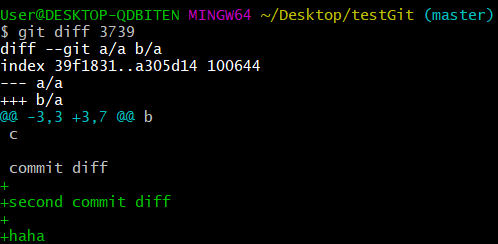 User@DESKTOP-QDBITEN MINGW64 ~/Desktop/testGit (master)
$ git diff 3739
diff --git a/a b/a
index 39f1831..a305d14 100644
--- a/a
+++ b/a
@@ -3,3 +3,7 @@ b
 c

 commit diff
+
+second commit diff
+
+haha